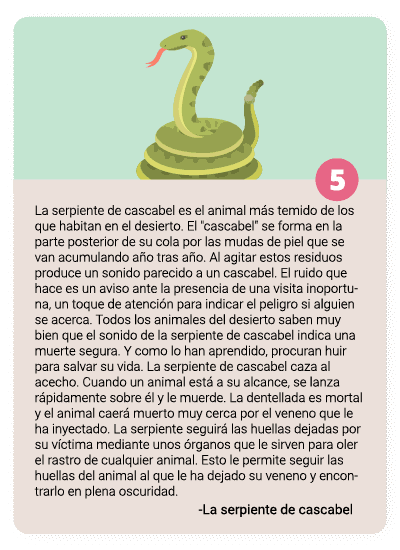 5
La serpiente de cascabel es el animal más temido de los
que habitan en el desierto. El "cascabel" se forma en la
parte posterior de su cola por las mudas de piel que se
van acumulando año tras año. Al agitar estos residuos
produce un sonido parecido a un cascabel. El ruido que
hace es un aviso ante la presencia de una visita inoportu-
na, un toque de atención para indicar el peligro si alguien
se acerca. Todos los animales del desierto saben muy
bien que el sonido de la serpiente de cascabel indica una
muerte segura. Y como lo han aprendido, procuran huir
para salvar su vida. La serpiente de cascabel caza al
acecho. Cuando un animal está a su alcance, se lanza
rápidamente sobre él y le muerde. La dentellada es mortal
y el animal caerá muerto muy cerca por el veneno que le
ha inyectado. La serpiente seguirá las huellas dejadas por
su víctima mediante unos órganos que le sirven para oler
el rastro de cualquier animal. Esto le permite seguir las
huellas del animal al que le ha dejado su veneno y encon-
trarlo en plena oscuridad.
-La serpiente de cascabel